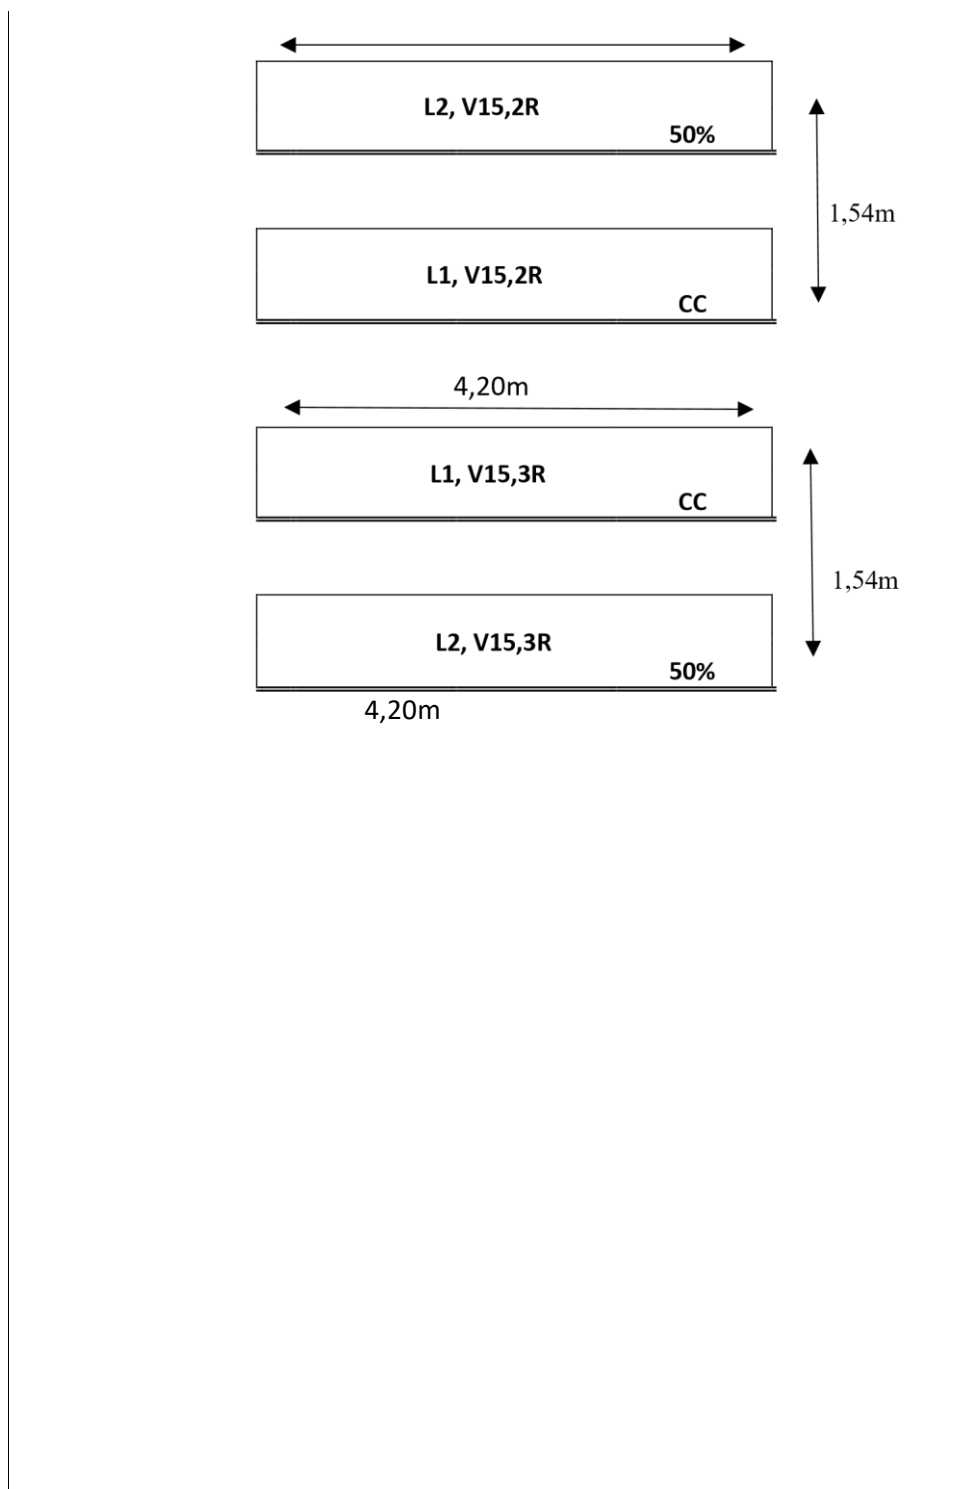 L2, V15,2R
50%
1,54m
L1, V15,2R
CC
4,20m
L1, V15,3R
CC
1,54m
L2, V15,3R
50%
4,20m